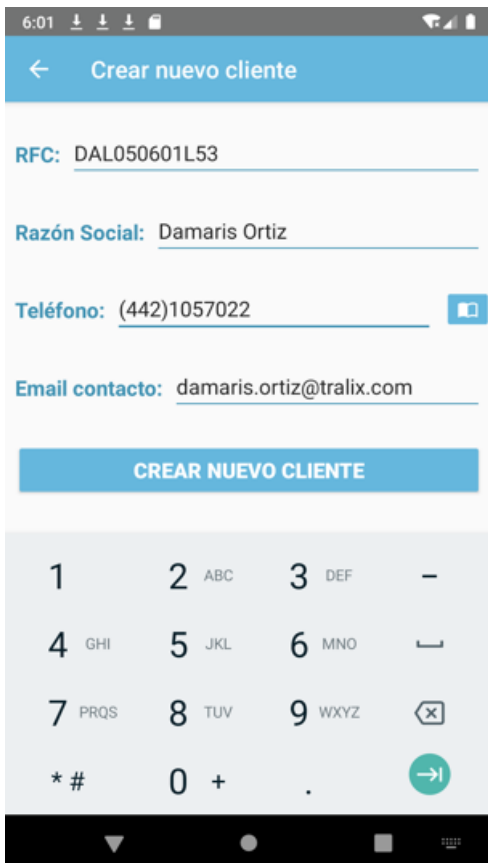 6:01
Crear nuevo cliente
RFC: DAL050601L53
Razón Social: Damaris Ortiz
Teléfono: (442)1057022
Email contacto: damaris.ortiz@tralix.com
CREAR NUEVO CLIENTE
1 2 ABC 3 DEF -
4 GHI 5 JKL 6 MNO
7 PRQS 8 TUV 9 WXYZ
* # 0 + .